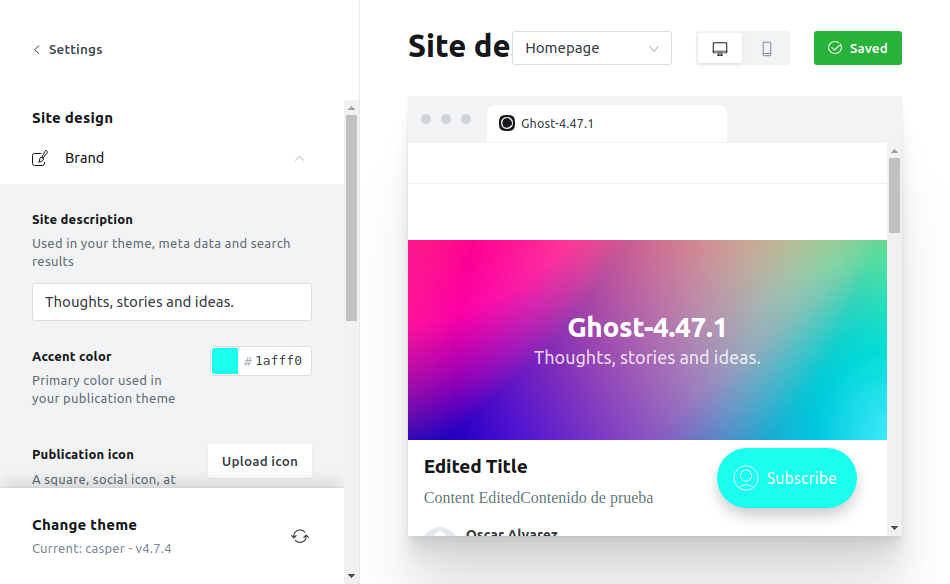 Settings
Site design
Brand
Site description
Used in your theme, meta data and search
results
Thoughts, stories and ideas.
Accent color
# 1afff0
Primary color used in
your publication theme
Publication icon
Upload icon
A square, social icon, at
Change theme
Current: casper - v4.7.4
Site de
Homepage
Saved
Ghost-4.47.1
Ghost-4.47.1
Thoughts, stories and ideas.
Edited Title
Content EditedContenido de prueba
Subscribe
Oscar Alvarez